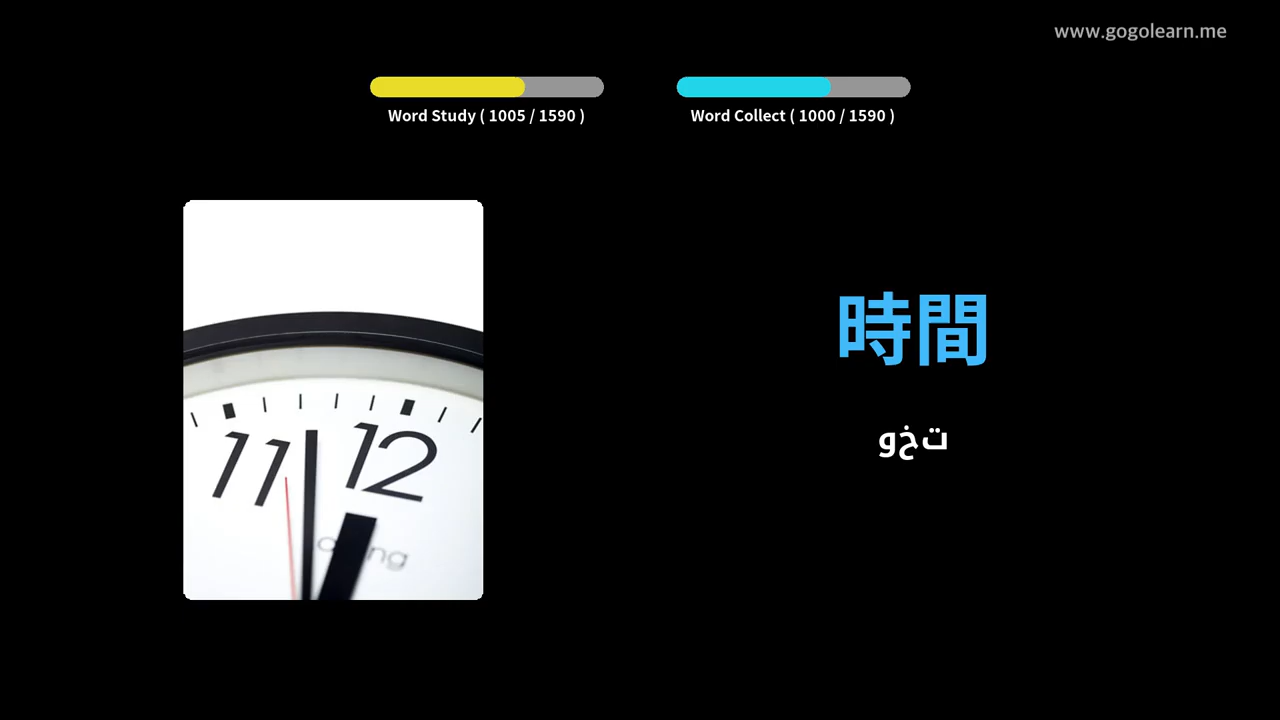 www.gogolearn.me
Word Study ( 1005 / 1590 )
Word Collect ( 1000 / 1590 )
時間
وخت
11 12